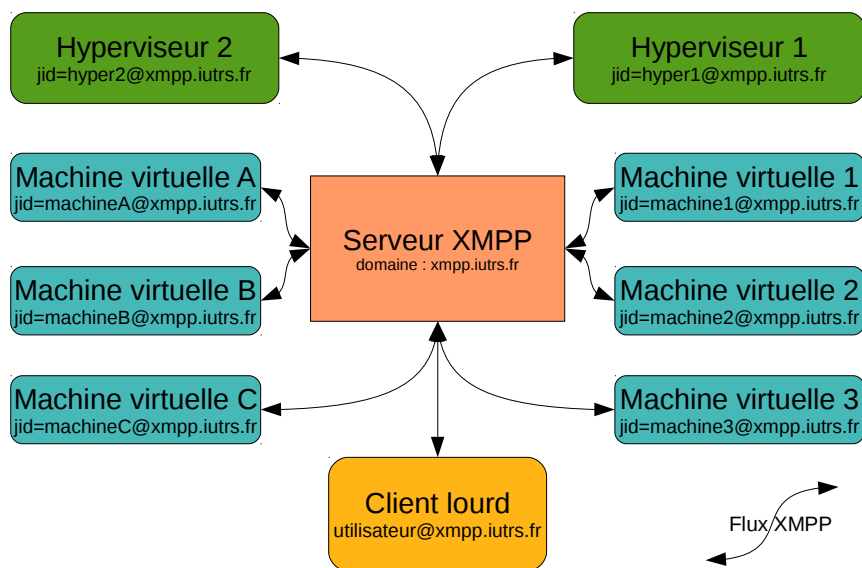 Hyperviseur 2
jid=hyper2@xmpp.iutrs.fr
Hyperviseur 1
jid=hyper1@xmpp.iutrs.fr
Machine virtuelle A
jid=machineA@xmpp.iutrs.fr
Machine virtuelle 1
jid=machine1@xmpp.iutrs.fr
Serveur XMPP
domaine : xmpp.iutrs.fr
Machine virtuelle B
jid=machineB@xmpp.iutrs.fr
Machine virtuelle 2
jid=machine2@xmpp.iutrs.fr
Machine virtuelle C
jid=machineC@xmpp.iutrs.fr
Machine virtuelle 3
jid=machine3@xmpp.iutrs.fr
Client lourd
utilisateur@xmpp.iutrs.fr
Flux XMPP